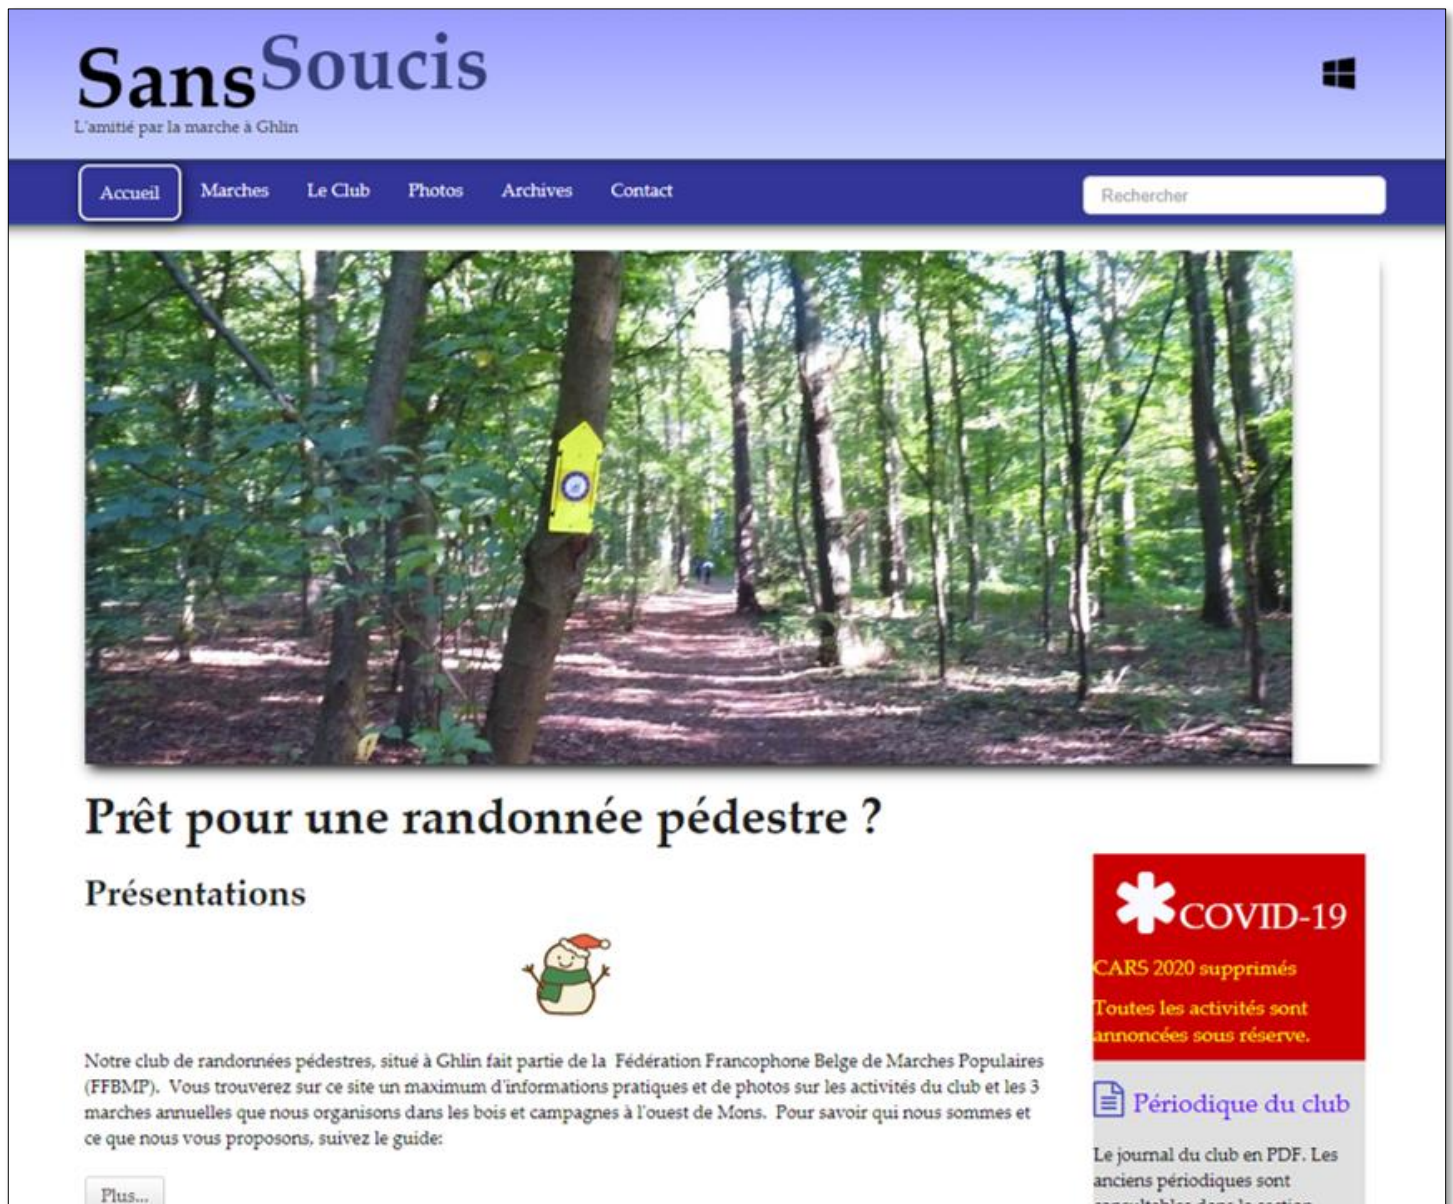 SansSoucis
L'amitié par la marche à Ghlin
Accueil Marches Le Club Photos Archives Contact Rechercher
Prêt pour une randonnée pédestre ?
Présentations
Notre club de randonnées pédestres, situé à Ghlin fait partie de la Fédération Francophone Belge de Marches Populaires
(FFBMP). Vous trouverez sur ce site un maximum d'informations pratiques et de photos sur les activités du club et les 3
marches annuelles que nous organisons dans les bois et campagnes à l'ouest de Mons. Pour savoir qui nous sommes et
ce que nous vous proposons, suivez le guide:
Plus...
COVID-19
CARS 2020 supprimés
Toutes les activités sont
annoncées sous réserve.
Périodique du club
Le journal du club en PDF. Les
anciens périodiques sont
consultables dans la section